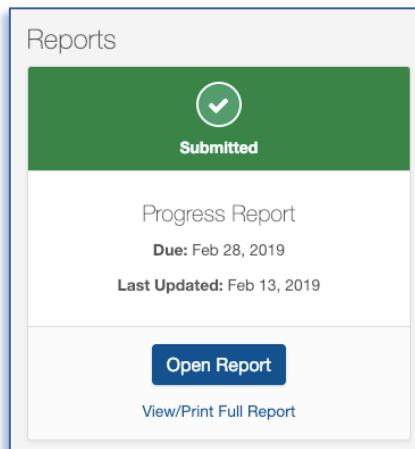 Reports
Submitted
Progress Report
Due: Feb 28, 2019
Last Updated: Feb 13, 2019
Open Report
View/Print Full Report